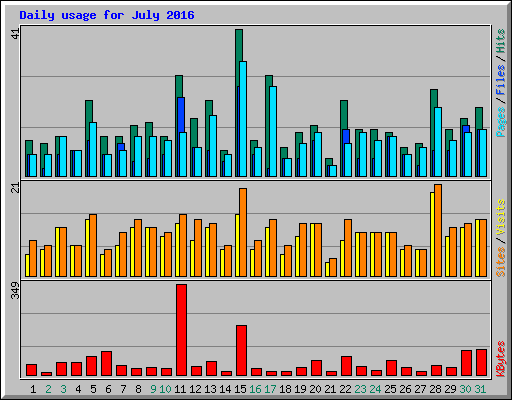 Daily usage for July 2016
41
Pages / Files / Hits
21
Sites / Visits
349
KBytes
1 2 3 4 5 6 7 8 9 10 11 12 13 14 15 16 17 18 19 20 21 22 23 24 25 26 27 28 29 30 31